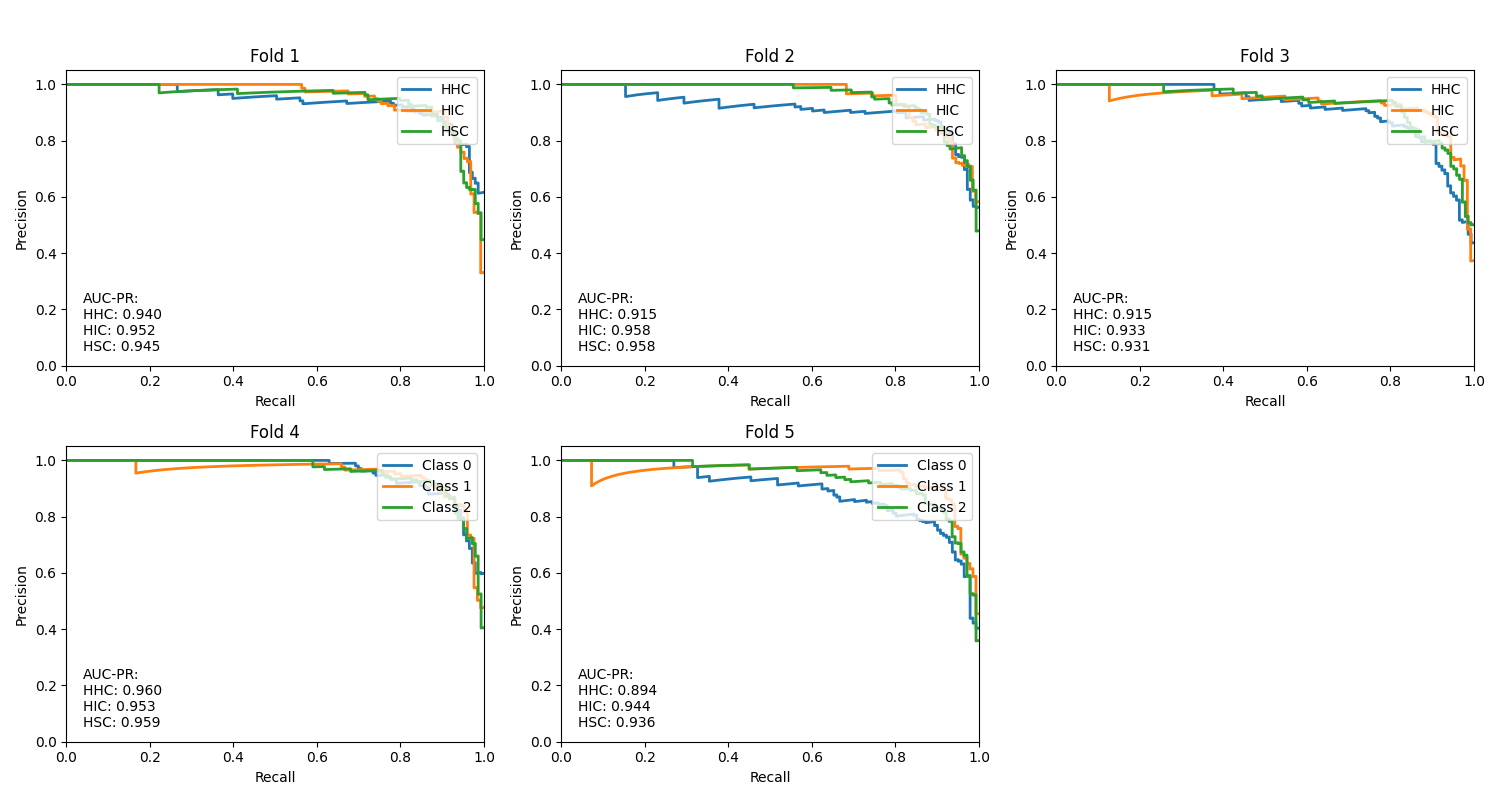 Fold 1
1.0
0.8
0.6
0.4
0.2
0.0
Precision
HHC
HIC
HSC
AUC-PR:
HHC: 0.940
HIC: 0.952
HSC: 0.945
0.0 0.2 0.4 0.6 0.8 1.0
Recall
Fold 2
1.0
0.8
0.6
0.4
0.2
0.0
Precision
HHC
HIC
HSC
AUC-PR:
HHC: 0.915
HIC: 0.958
HSC: 0.958
0.0 0.2 0.4 0.6 0.8 1.0
Recall
Fold 3
1.0
0.8
0.6
0.4
0.2
0.0
Precision
HHC
HIC
HSC
AUC-PR:
HHC: 0.915
HIC: 0.933
HSC: 0.931
0.0 0.2 0.4 0.6 0.8 1.0
Recall
Fold 4
1.0
0.8
0.6
0.4
0.2
0.0
Precision
Class 0
Class 1
Class 2
AUC-PR:
HHC: 0.960
HIC: 0.953
HSC: 0.959
0.0 0.2 0.4 0.6 0.8 1.0
Recall
Fold 5
1.0
0.8
0.6
0.4
0.2
0.0
Precision
Class 0
Class 1
Class 2
AUC-PR:
HHC: 0.894
HIC: 0.944
HSC: 0.936
0.0 0.2 0.4 0.6 0.8 1.0
Recall